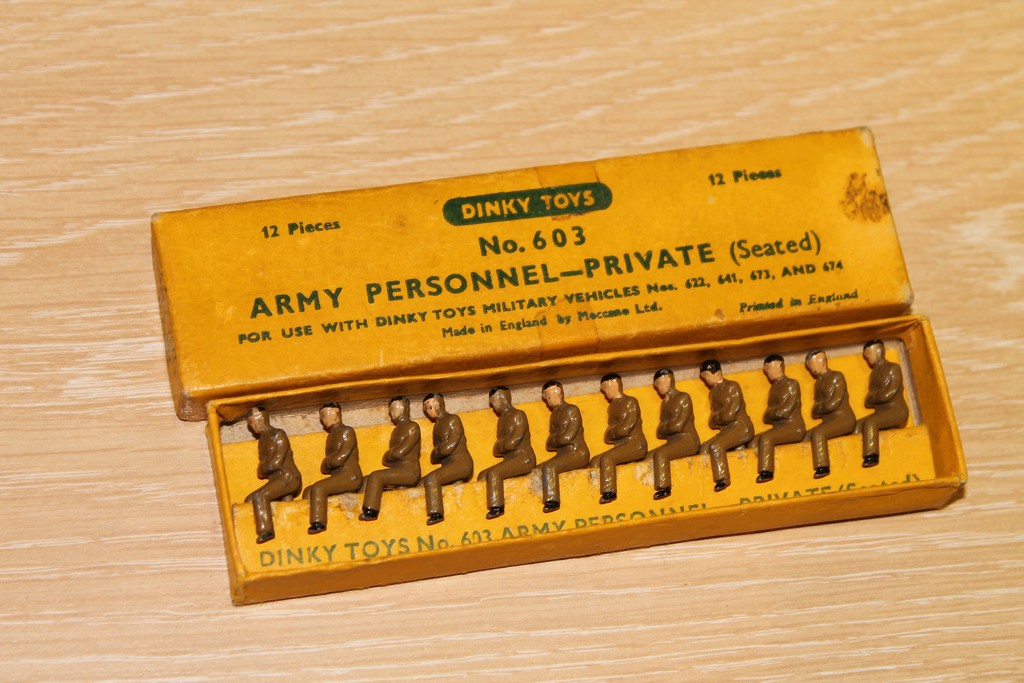 12 Pieces
DINKY TOYS
12 Pieces
No. 603
ARMY PERSONNEL—PRIVATE (Seated)
FOR USE WITH DINKY TOYS MILITARY VEHICLES Nos. 622, 641, 673, AND 674
Made in England by Meccano Ltd.
Printed in England
DINKY TOYS No. 603 ARMY PERSONNEL—PRIVATE (Seated)